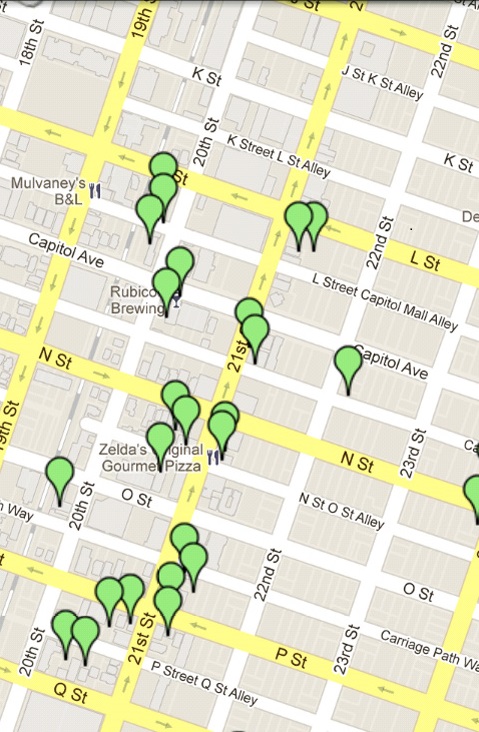 19th St
18th St
22nd St
J St K St Alley
K St
20th St
K Street L St Alley
K St
Mulvaney's
B&L
St
De
22nd St
Capitol Ave
L St
L Street Capitol Mall Alley
Rubico
Brewing
21st
Capitol Ave
N St
19th St
23rd St
Zelda's Original
Gourmet Pizza
N St
20th St
O St
N St O St Alley
Way
22nd St
O St
21st St
20th St
23rd St
P St
Carriage Path Wa
P Street Q St Alley
Q St